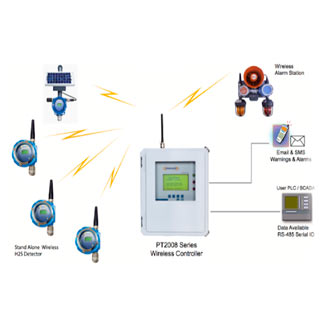 Wireless
Alarm Station
Email & SMS
Warnings & Alarms
User PLC / SCADA
Data Available
RS-485 Serial IO
PT2008 Series
Wireless Controller
Stand Alone Wireless
H2S Detector